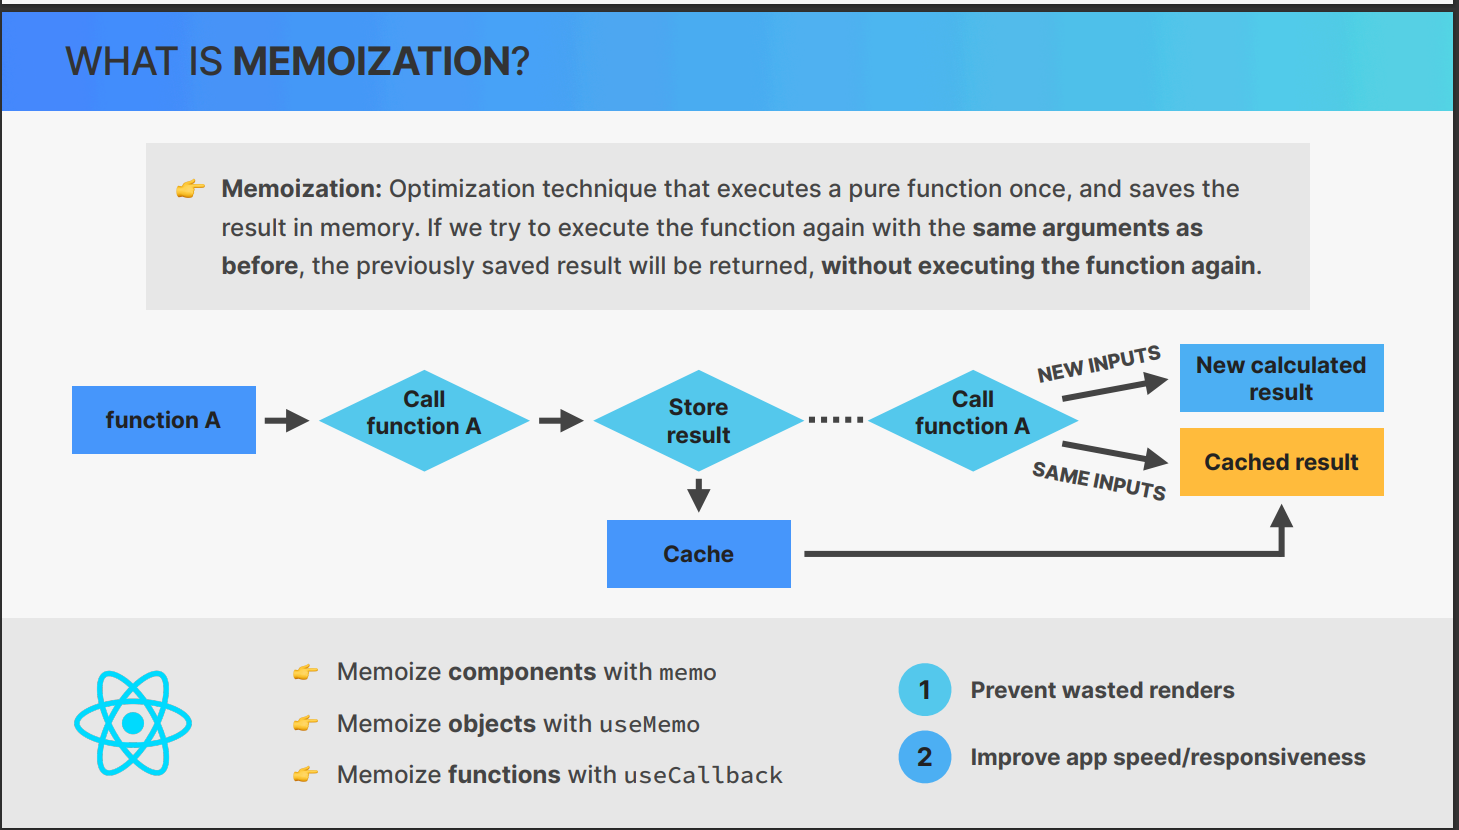 WHAT IS MEMOIZATION?
👉 Memoization: Optimization technique that executes a pure function once, and saves the
result in memory. If we try to execute the function again with the same arguments as
before, the previously saved result will be returned, without executing the function again.
function A
Call
function A
Store
result
Call
function A
NEW INPUTS
New calculated
result
SAME INPUTS
Cached result
Cache
👉 Memoize components with memo
👉 Memoize objects with useMemo
👉 Memoize functions with useCallback
1 Prevent wasted renders
2 Improve app speed/responsiveness